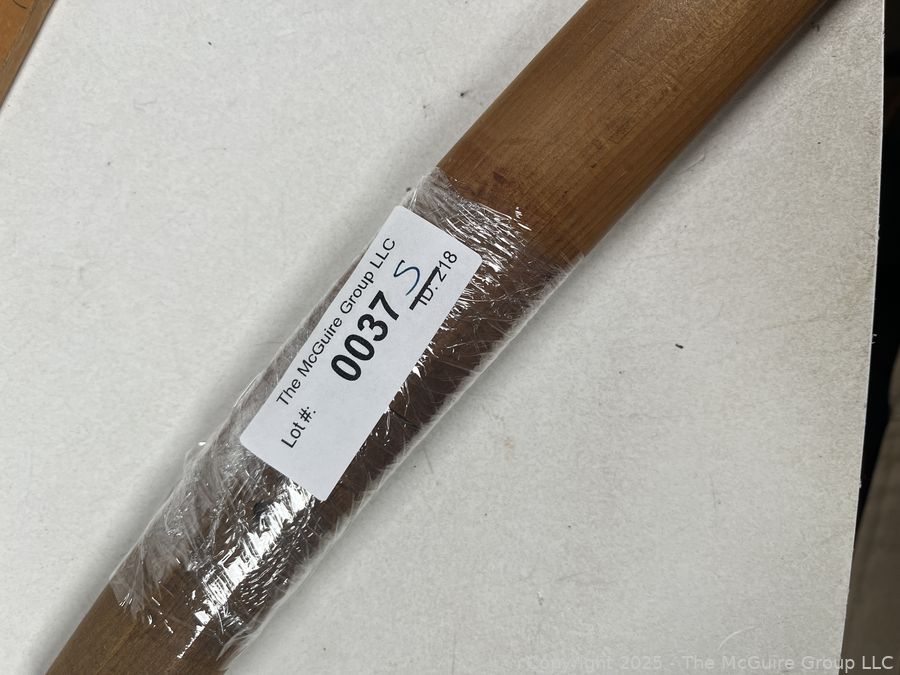 The McGuire Group LLC
Lot #: 0037 S
ID: 218
Copyright 2025 - The McGuire Group LLC